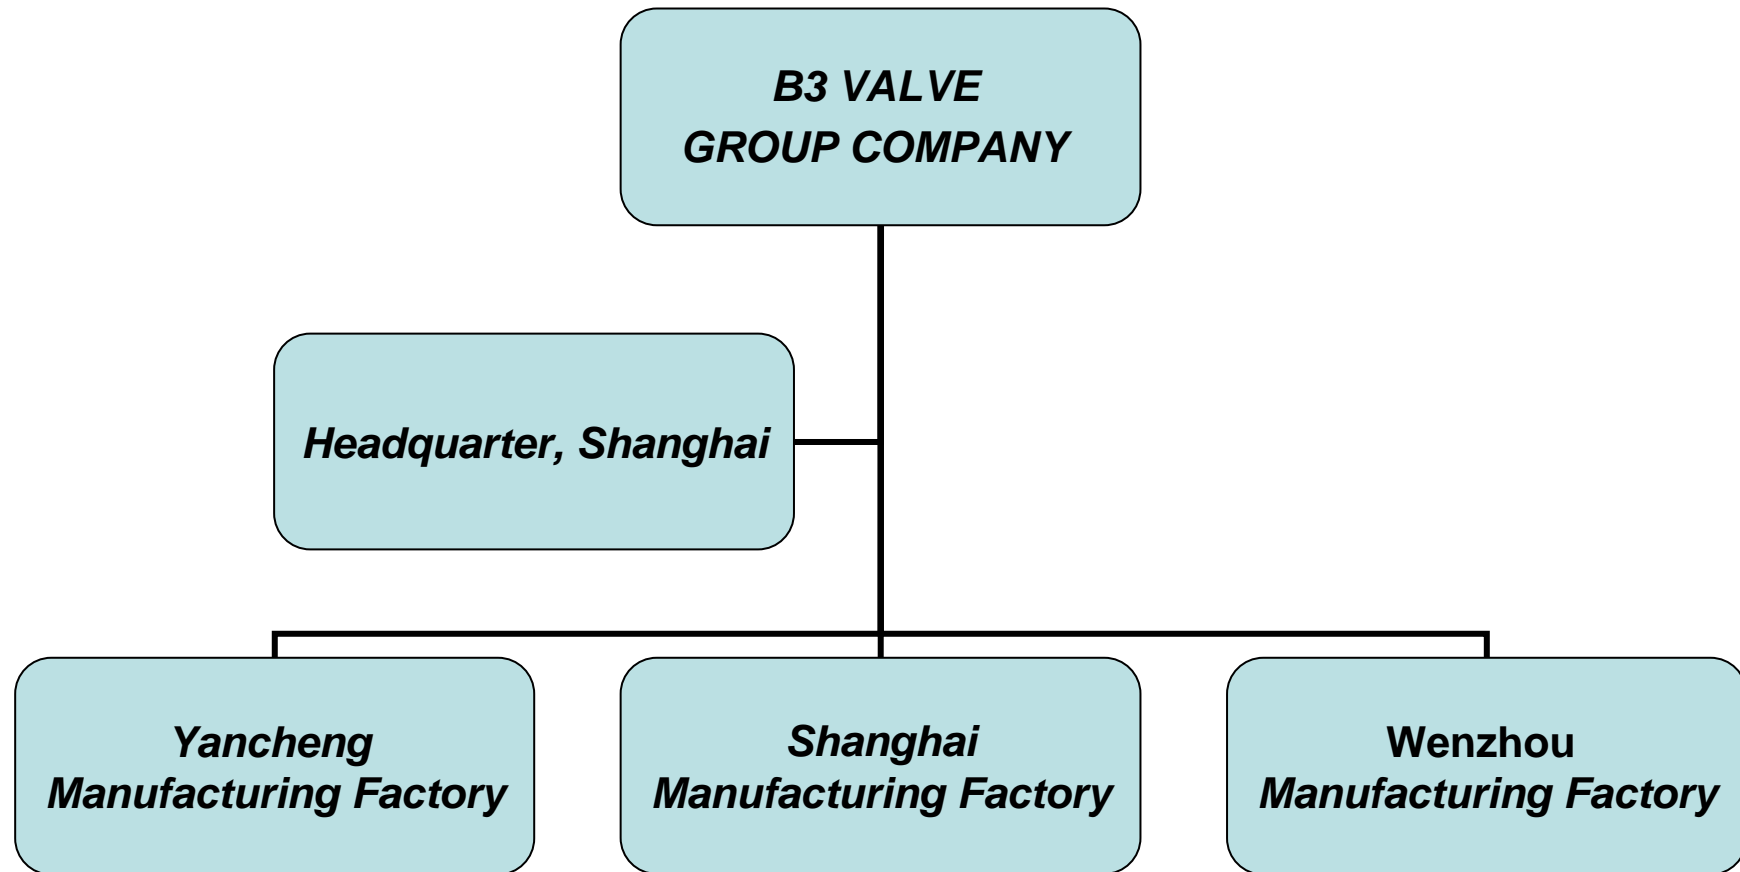 B3 VALVE
GROUP COMPANY
Headquarter, Shanghai
Yancheng
Manufacturing Factory
Shanghai
Manufacturing Factory
Wenzhou
Manufacturing Factory